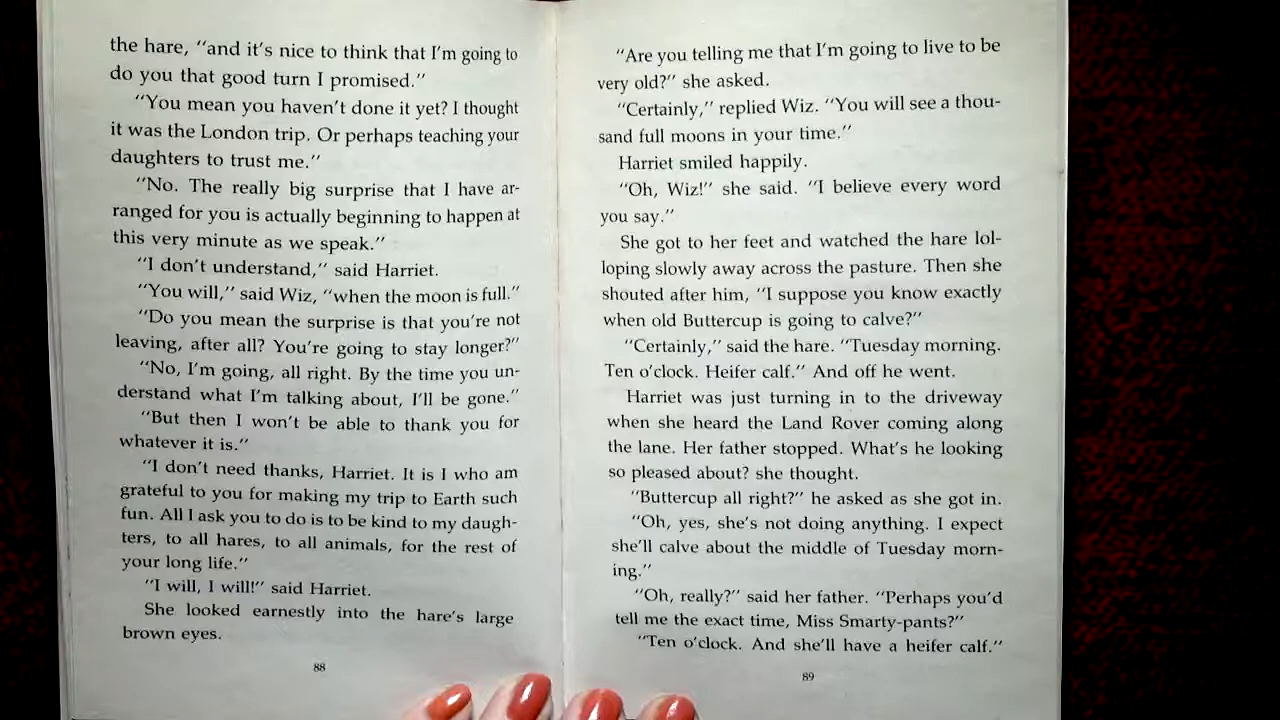 the hare, “and it’s nice to think that I’m going to
do you that good turn I promised.”
“You mean you haven’t done it yet? I thought
it was the London trip. Or perhaps teaching your
daughters to trust me.”
“No. The really big surprise that I have ar-
ranged for you is actually beginning to happen at
this very minute as we speak.”
“I don’t understand,” said Harriet.
“You will,” said Wiz, “when the moon is full.”
“Do you mean the surprise is that you’re not
leaving, after all? You’re going to stay longer?”
“No, I’m going, all right. By the time you un-
derstand what I’m talking about, I’ll be gone.”
“But then I won’t be able to thank you for
whatever it is.”
“I don’t need thanks, Harriet. It is I who am
grateful to you for making my trip to Earth such
fun. All I ask you to do is to be kind to my daugh-
ters, to all hares, to all animals, for the rest of
your long life.”
“I will, I will!” said Harriet.
She looked earnestly into the hare’s large
brown eyes.
88
“Are you telling me that I’m going to live to be
very old?” she asked.
“Certainly,” replied Wiz. “You will see a thou-
sand full moons in your time.”
Harriet smiled happily.
“Oh, Wiz!” she said. “I believe every word
you say.”
She got to her feet and watched the hare lol-
loping slowly away across the pasture. Then she
shouted after him, “I suppose you know exactly
when old Buttercup is going to calve?”
“Certainly,” said the hare. “Tuesday morning.
Ten o’clock. Heifer calf.” And off he went.
Harriet was just turning in to the driveway
when she heard the Land Rover coming along
the lane. Her father stopped. What’s he looking
so pleased about? she thought.
“Buttercup all right?” he asked as she got in.
“Oh, yes, she’s not doing anything. I expect
she’ll calve about the middle of Tuesday morn-
ing.”
“Oh, really?” said her father. “Perhaps you’d
tell me the exact time, Miss Smarty-pants?”
“Ten o’clock. And she’ll have a heifer calf.”
89